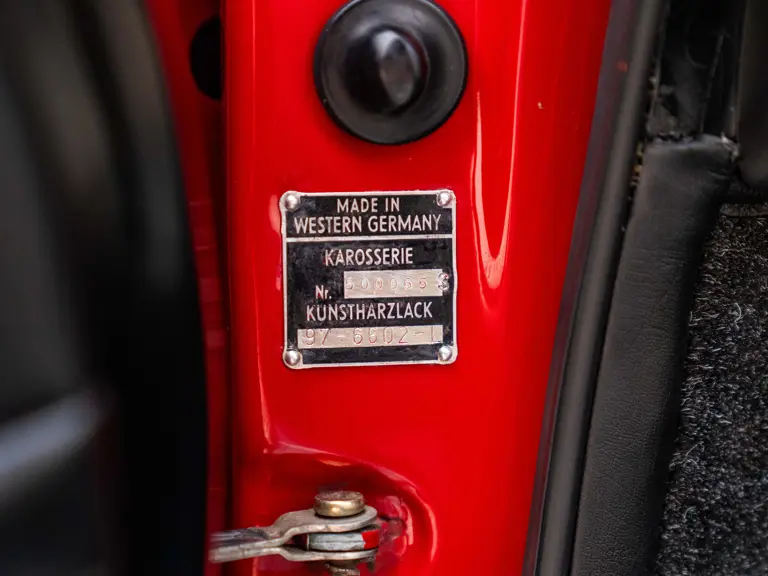 MADE IN
WESTERN GERMANY
KAROSSERIE
Nr.
KUNSTHARZLACK
97-6602-1